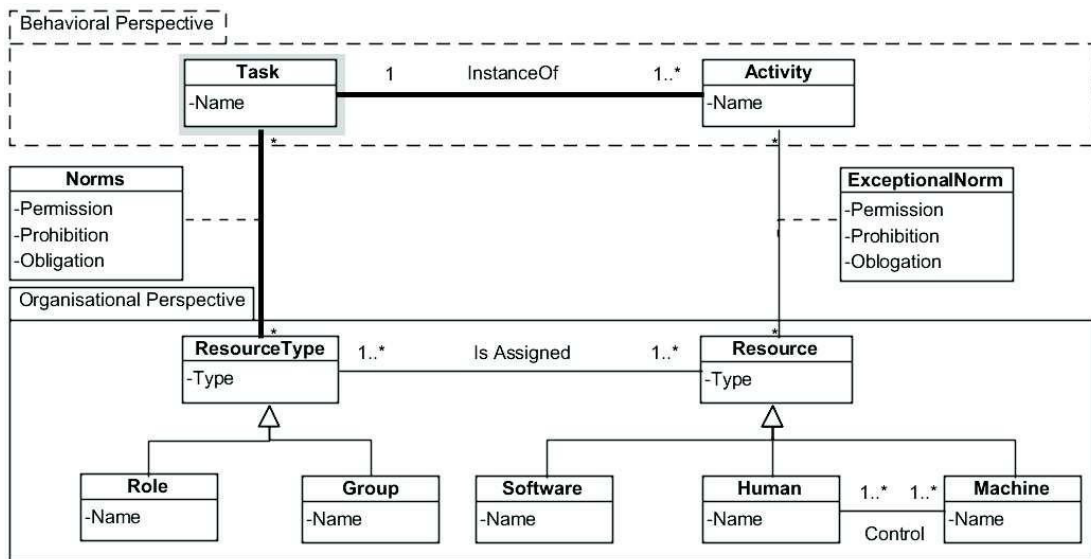 Behavioral Perspective
Task
1
InstanceOf
1..*
Activity
-Name
-Name
*
*
Norms
-Permission
-Prohibition
-Obligation
ExceptionalNorm
-Permission
-Prohibition
-Oblogation
Organisational Perspective
*
*
ResourceType
1..*
Is Assigned
1..*
Resource
-Type
-Type
Role
-Name
Group
-Name
Software
-Name
Human
-Name
1..*
1..*
Control
Machine
-Name